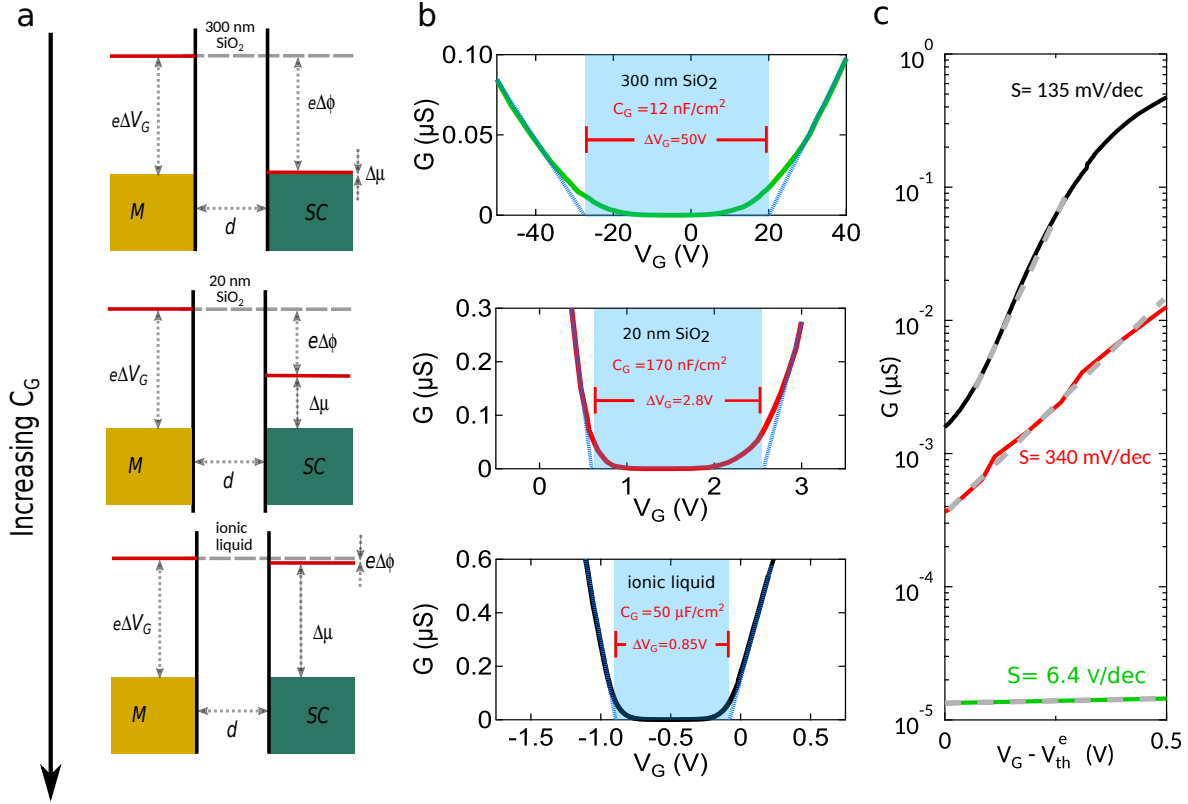 a
Increasing C_G
300 nm
SiO₂
eΔV_G
eΔϕ
Δμ
M
d
SC
20 nm
SiO₂
eΔV_G
eΔϕ
Δμ
M
d
SC
ionic
liquid
eΔV_G
eΔϕ
Δμ
M
d
SC
b
0.10
0.05
0
G (μS)
300 nm SiO₂
C_G =12 nF/cm²
ΔV_G=50V
-40 -20 0 20 40
V_G (V)
0.3
0.2
0.1
0
G (μS)
20 nm SiO₂
C_G =170 nF/cm²
ΔV_G=2.8V
0 1 2 3
V_G (V)
0.6
0.4
0.2
0
G (μS)
ionic liquid
C_G =50 μF/cm²
ΔV_G=0.85V
-1.5 -1.0 -0.5 0 0.5
V_G (V)
c
10⁰
10⁻¹
10⁻²
10⁻³
10⁻⁴
10⁻⁵
G (μS)
S= 135 mV/dec
S= 340 mV/dec
S= 6.4 V/dec
0 0.5
V_G - V_th^e (V)